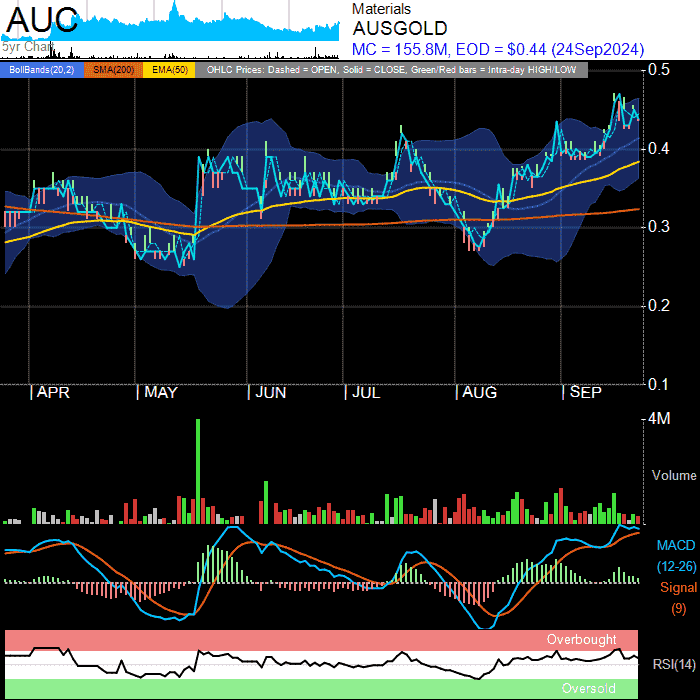 AUC
5yr Chart
Materials
AUSGOLD
MC = 155.8M, EOD = $0.44 (24Sep2024)
BollBands(20,2) SMA(200) EMA(50) OHLC Prices: Dashed = OPEN, Solid = CLOSE, Green/Red bars = Intra-day HIGH/LOW
0.5
0.4
0.3
0.2
0.1
APR MAY JUN JUL AUG SEP
4M
Volume
MACD
(12-26)
Signal
(9)
Overbought
RSI(14)
Oversold